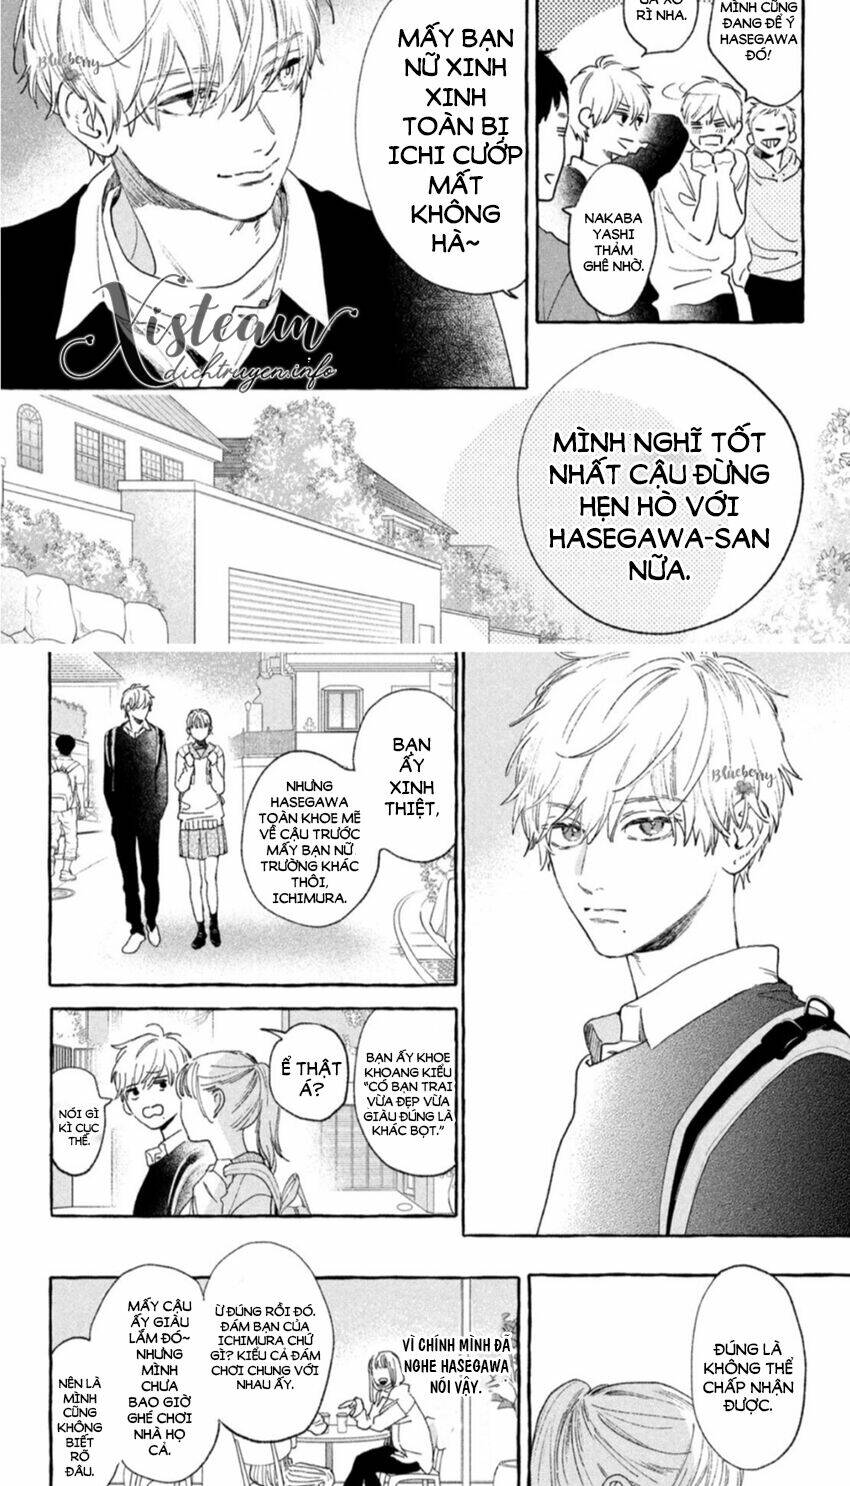 MÌNH CŨNG
ĐANG ĐỂ Ý
HASEGAWA
ĐÓ!
RÌ NHA.
NAKABA
YASHI
THẢM
GHÊ NHỜ.
MẤY BẠN
NỮ XINH
XINH
TOÀN BỊ
ICHI CƯỚP
MẤT
KHÔNG
HÀ~
Blueberry
Xisteam
dichtruyen.info
MÌNH NGHĨ TỐT
NHẤT CẬU ĐỪNG
HẸN HÒ VỚI
HASEGAWA-SAN
NỮA.
Blueberry
BẠN
ẤY XINH
THIỆT,
NHƯNG
HASEGAWA
TOÀN KHOE MẼ
VỀ CẬU TRƯỚC
MẤY BẠN NỮ
TRƯỜNG KHÁC
THÔI,
ICHIMURA.
BẠN ẤY KHOE
KHOANG KIỂU
"CÓ BẠN TRAI
VỪA ĐẸP VỪA
GIÀU ĐÚNG LÀ
KHÁC BỌT."
Ể THẬT
Á?
NÓI GÌ
KÌ CỤC
THẾ.
ĐÚNG LÀ
KHÔNG THỂ
CHẤP NHẬN
ĐƯỢC.
VÌ CHÍNH MÌNH ĐÃ
NGHE HASEGAWA
NÓI VẬY.
Ừ ĐÚNG RỒI ĐÓ.
ĐÁM BẠN CỦA
ICHIMURA CHỨ
GÌ? KIỂU CẢ ĐÁM
CHƠI CHUNG VỚI
NHAU ẤY.
MẤY CẬU
ẤY GIÀU
LẮM ĐÓ~
NHƯNG
MÌNH
CHƯA
BAO GIỜ
GHÉ CHƠI
NHÀ HỌ
CẢ.
NÊN LÀ
MÌNH
CŨNG
KHÔNG
BIẾT
RÕ
ĐÂU.